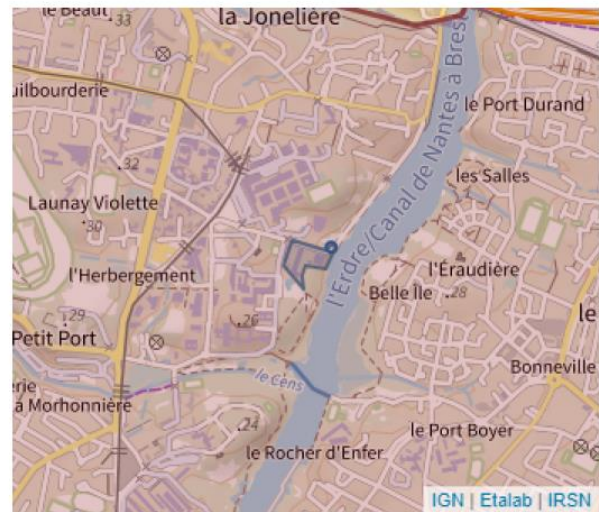 le Beaut
33
la Jonelière
uilbourderie
le Port Durand
32
les Salles
17
Launay Violette
30
l'Erdre/Canal de Nantes à Brest
l'Herbergement
l'Éraudière
Belle Île
28
29
26
le
Petit Port
Bonneville
le Cens
erie
a Morhonnière
24
le Port Boyer
le Rocher d'Enfer
IGN | Etalab | IRSN